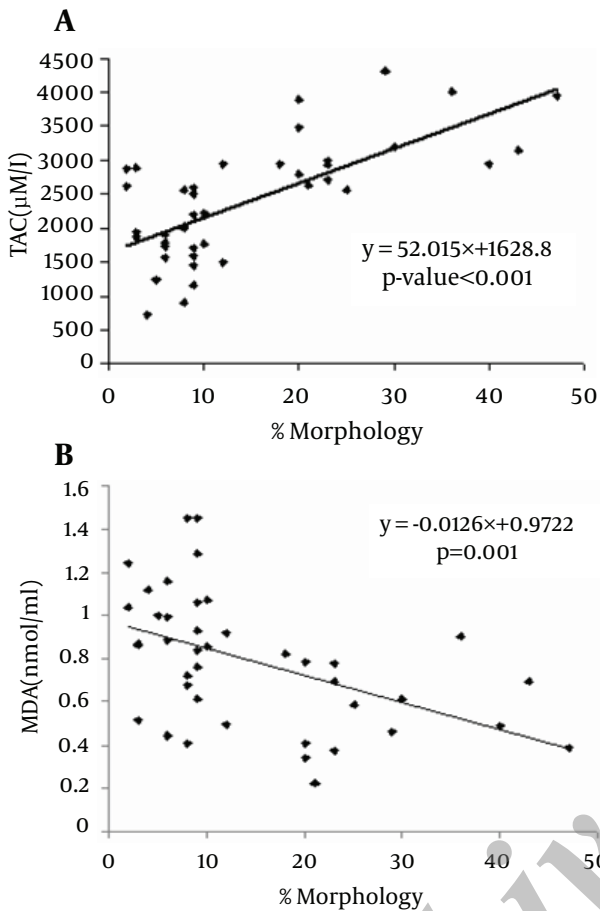 A
4500
4000
3500
3000
2500
2000
1500
1000
500
0
TAC(µM/l)
y = 52.015×+1628.8
p-value<0.001
0 10 20 30 40 50
% Morphology
B
1.6
1.4
1.2
1
0.8
0.6
0.4
0.2
0
MDA(nmol/ml)
y = -0.0126×+0.9722
p=0.001
0 10 20 30 40 50
% Morphology